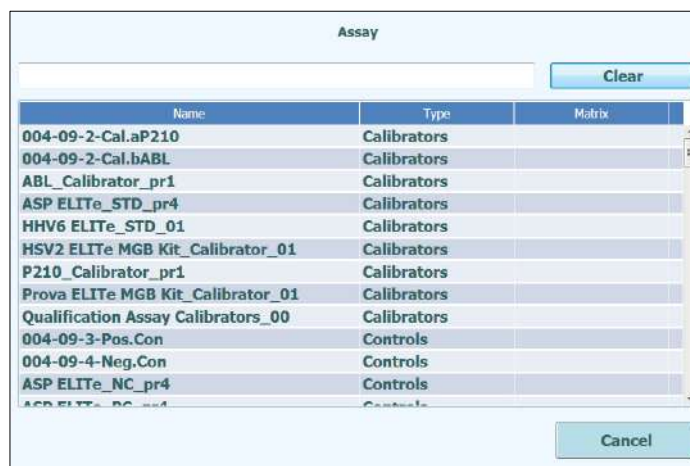 Assay
Clear
Name Type Matrix
004-09-2-Cal.aP210 Calibrators
004-09-2-Cal.bABL Calibrators
ABL_Calibrator_pr1 Calibrators
ASP ELITe_STD_pr4 Calibrators
HHV6 ELITe_STD_01 Calibrators
HSV2 ELITe MGB Kit_Calibrator_01 Calibrators
P210_Calibrator_pr1 Calibrators
Prova ELITe MGB Kit_Calibrator_01 Calibrators
Qualification Assay Calibrators_00 Calibrators
004-09-3-Pos.Con Controls
004-09-4-Neg.Con Controls
ASP ELITe_NC_pr4 Controls
ASP ELITe_PC_pr4 Controls
Cancel